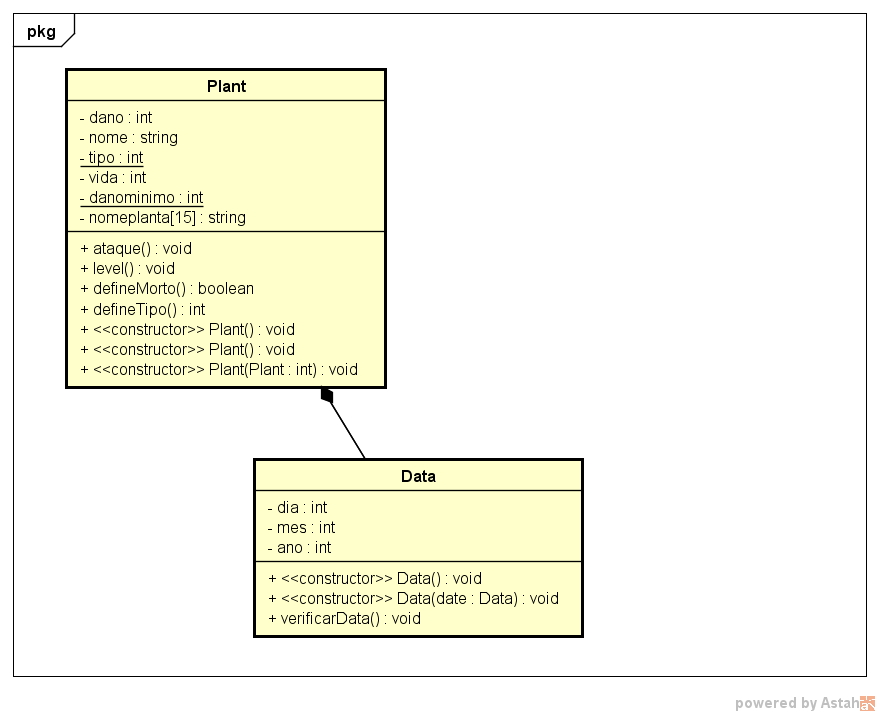 pkg
Plant
- dano : int
- nome : string
- tipo : int
- vida : int
- danominimo : int
- nomeplanta[15] : string
+ ataque() : void
+ level() : void
+ defineMorto() : boolean
+ defineTipo() : int
+ <<constructor>> Plant() : void
+ <<constructor>> Plant() : void
+ <<constructor>> Plant(Plant : int) : void
Data
- dia : int
- mes : int
- ano : int
+ <<constructor>> Data() : void
+ <<constructor>> Data(date : Data) : void
+ verificarData() : void
powered by Astah